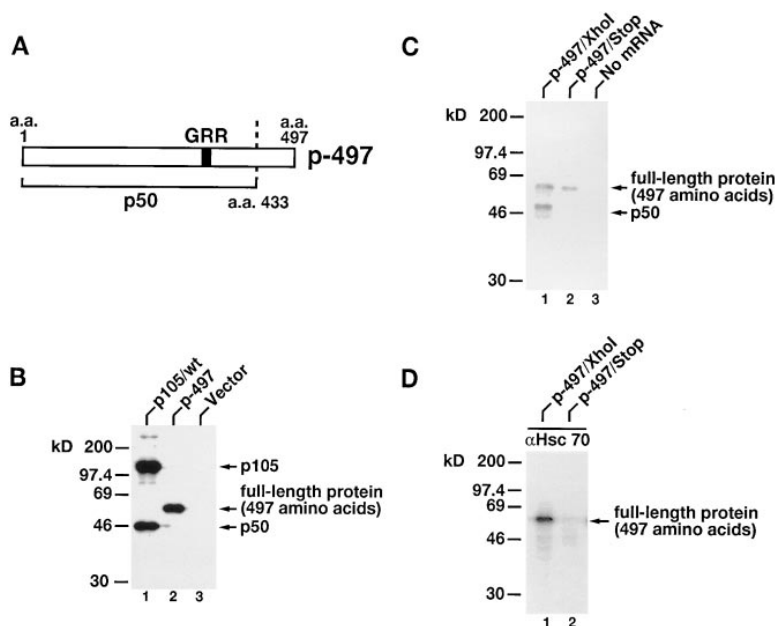 A
a.a.
1
GRR
a.a.
497
p-497
p50
a.a. 433
B
p105/wt
p-497
Vector
kD
200
97.4
69
46
30
p105
full-length protein
(497 amino acids)
p50
1 2 3
C
p-497/XhoI
p-497/Stop
No mRNA
kD
200
97.4
69
46
30
full-length protein
(497 amino acids)
p50
1 2 3
D
p-497/XhoI
p-497/Stop
αHsc 70
kD
200
97.4
69
46
30
full-length protein
(497 amino acids)
1 2